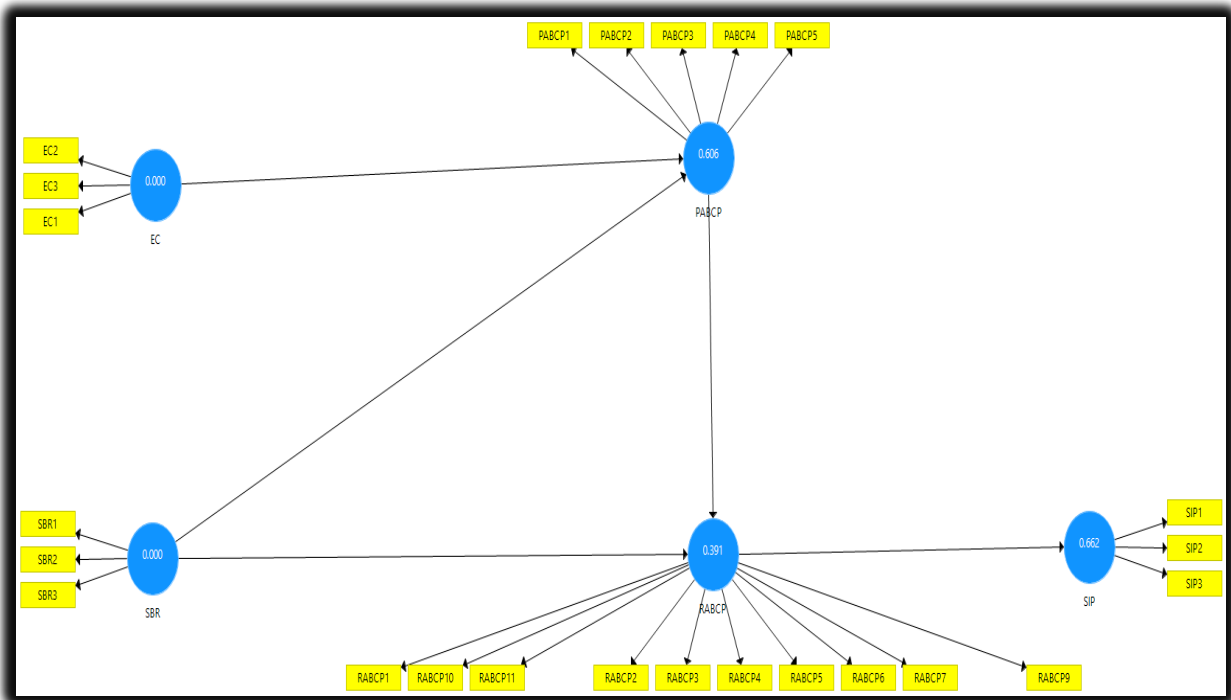 PABCP1 PABCP2 PABCP3 PABCP4 PABCP5
EC2
EC3
EC1
0.000
EC
0.606
PABCP
SBR1
SBR2
SBR3
0.000
SBR
0.391
RABCP
0.662
SIP
SIP1
SIP2
SIP3
RABCP1 RABCP10 RABCP11 RABCP2 RABCP3 RABCP4 RABCP5 RABCP6 RABCP7 RABCP9